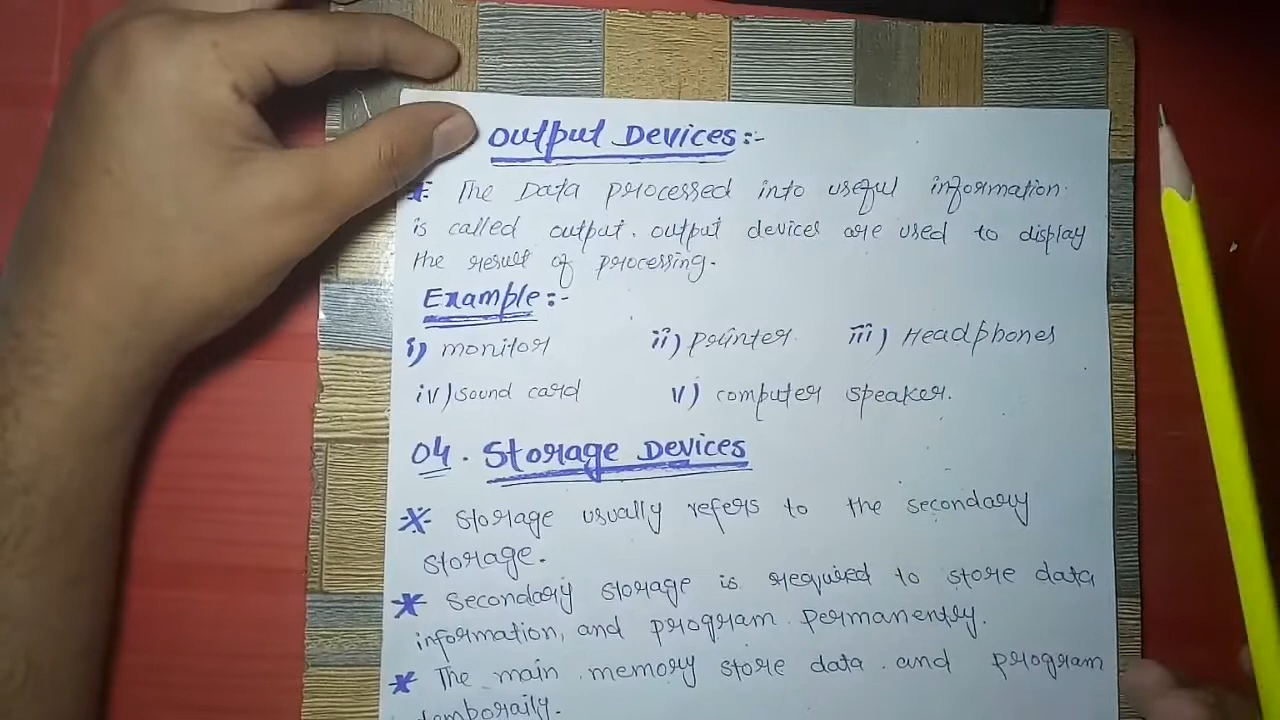 Output Devices:-
* The Data processed into useful information
is called output. output devices are used to display
the result of processing.
Example:-
i) monitor ii) printer iii) Headphones
iv) sound card v) computer speaker.
04. Storage Devices
* Storage usually refers to the secondary
storage.
* Secondary storage is required to store data
information, and program permanently.
* The main memory store data and program